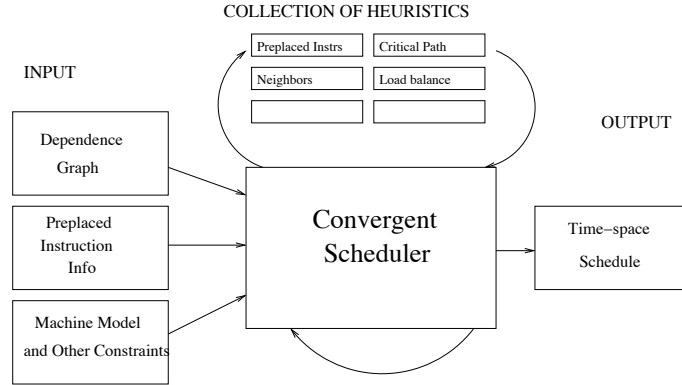 COLLECTION OF HEURISTICS
Preplaced Instrs
Critical Path
Neighbors
Load balance
INPUT
Dependence
Graph
Preplaced
Instruction
Info
Machine Model
and Other Constraints
Convergent
Scheduler
OUTPUT
Time−space
Schedule